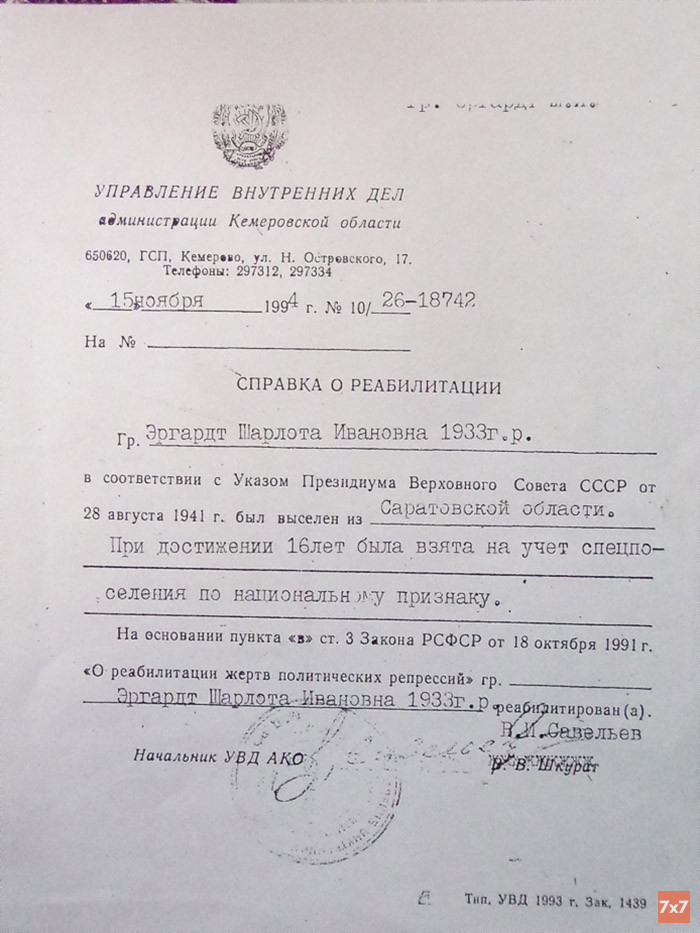 гр. Эргардт
УПРАВЛЕНИЕ ВНУТРЕННИХ ДЕЛ
администрации Кемеровской области
650620, ГСП, Кемерово, ул. Н. Островского, 17.
Телефоны: 297312, 297334
« 15 » ноября 1994 г. № 10/ 26-18742
На №
СПРАВКА О РЕАБИЛИТАЦИИ
Гр. Эргардт Шарлота Ивановна 1933г.р.
в соответствии с Указом Президиума Верховного Совета СССР от
28 августа 1941 г. был выселен из Саратовской области.
При достижении 16лет была взята на учет спецпо-
селения по национальному признаку.
На основании пункта «в» ст. 3 Закона РСФСР от 18 октября 1991 г.
«О реабилитации жертв политических репрессий» гр.
Эргардт Шарлота Ивановна 1933г.р. реабилитирован(а).
В.И.Савельев
Начальник УВД АКО
В. Шкурат
Тип. УВД 1993 г. Зак. 1439
7x7